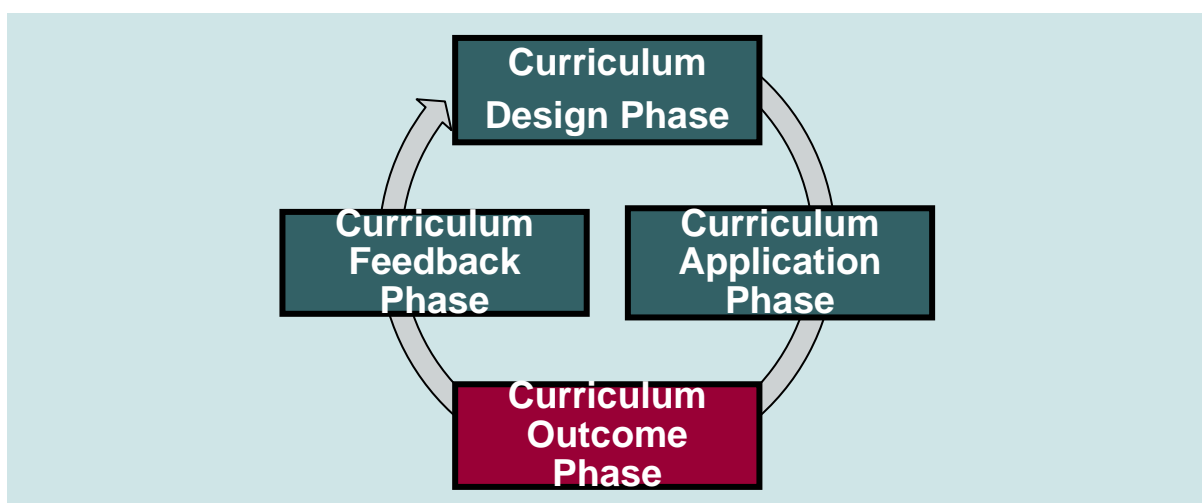 Curriculum
Design Phase
Curriculum
Feedback
Phase
Curriculum
Application
Phase
Curriculum
Outcome
Phase